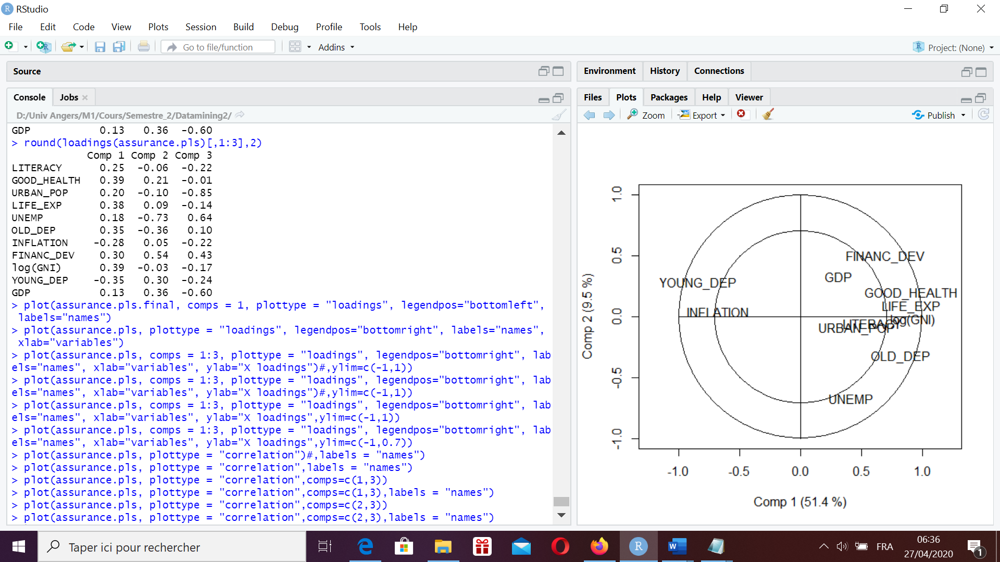 RStudio
File Edit Code View Plots Session Build Debug Profile Tools Help
Go to file/function Addins Project: (None)
Source
Console Jobs
D:/Univ Angers/M1/Cours/Semestre_2/Datamining2/
GDP 0.13 0.36 -0.60
> round(loadings(assurance.pls)[,1:3],2)
Comp 1 Comp 2 Comp 3
LITERACY 0.25 -0.06 -0.22
GOOD_HEALTH 0.39 0.21 -0.01
URBAN_POP 0.20 -0.10 -0.85
LIFE_EXP 0.38 0.09 -0.14
UNEMP 0.18 -0.73 0.64
OLD_DEP 0.35 -0.36 0.10
INFLATION -0.28 0.05 -0.22
FINANC_DEV 0.30 0.54 0.43
log(GNI) 0.39 -0.03 -0.17
YOUNG_DEP -0.35 0.30 -0.24
GDP 0.13 0.36 -0.60
> plot(assurance.pls.final, comps = 1, plottype = "loadings", legendpos="bottomleft",
labels="names")
> plot(assurance.pls, plottype = "loadings", legendpos="bottomright", labels="names",
xlab="variables")
> plot(assurance.pls, comps = 1:3, plottype = "loadings", legendpos="bottomright", lab
els="names", xlab="variables", ylab="X loadings")#,ylim=c(-1,1))
> plot(assurance.pls, comps = 1:3, plottype = "loadings", legendpos="bottomright", lab
els="names", xlab="variables", ylab="X loadings")#,ylim=c(-1,1))
> plot(assurance.pls, comps = 1:3, plottype = "loadings", legendpos="bottomright", lab
els="names", xlab="variables", ylab="X loadings",ylim=c(-1,1))
> plot(assurance.pls, comps = 1:3, plottype = "loadings", legendpos="bottomright", lab
els="names", xlab="variables", ylab="X loadings",ylim=c(-1,0.7))
> plot(assurance.pls, plottype = "correlation")#,labels = "names")
> plot(assurance.pls, plottype = "correlation",labels = "names")
> plot(assurance.pls, plottype = "correlation",comps=c(1,3))
> plot(assurance.pls, plottype = "correlation",comps=c(1,3),labels = "names")
> plot(assurance.pls, plottype = "correlation",comps=c(2,3))
> plot(assurance.pls, plottype = "correlation",comps=c(2,3),labels = "names")
Environment History Connections
Files Plots Packages Help Viewer
Zoom Export Publish
1.0
0.5
0.0
-0.5
-1.0
Comp 2 (9.5 %)
FINANC_DEV
GDP
YOUNG_DEP
GOOD_HEALTH
LIFE_EXP
INFLATION
log(GNI)
LITERACY
URBAN_POP
OLD_DEP
UNEMP
-1.0 -0.5 0.0 0.5 1.0
Comp 1 (51.4 %)
Taper ici pour rechercher
FRA
06:36
27/04/2020
1